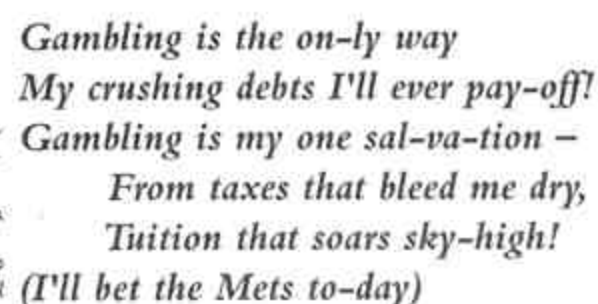 Gambling is the on-ly way
My crushing debts I'll ever pay-off!
Gambling is my one sal-va-tion –
From taxes that bleed me dry,
Tuition that soars sky-high!
(I'll bet the Mets to-day)